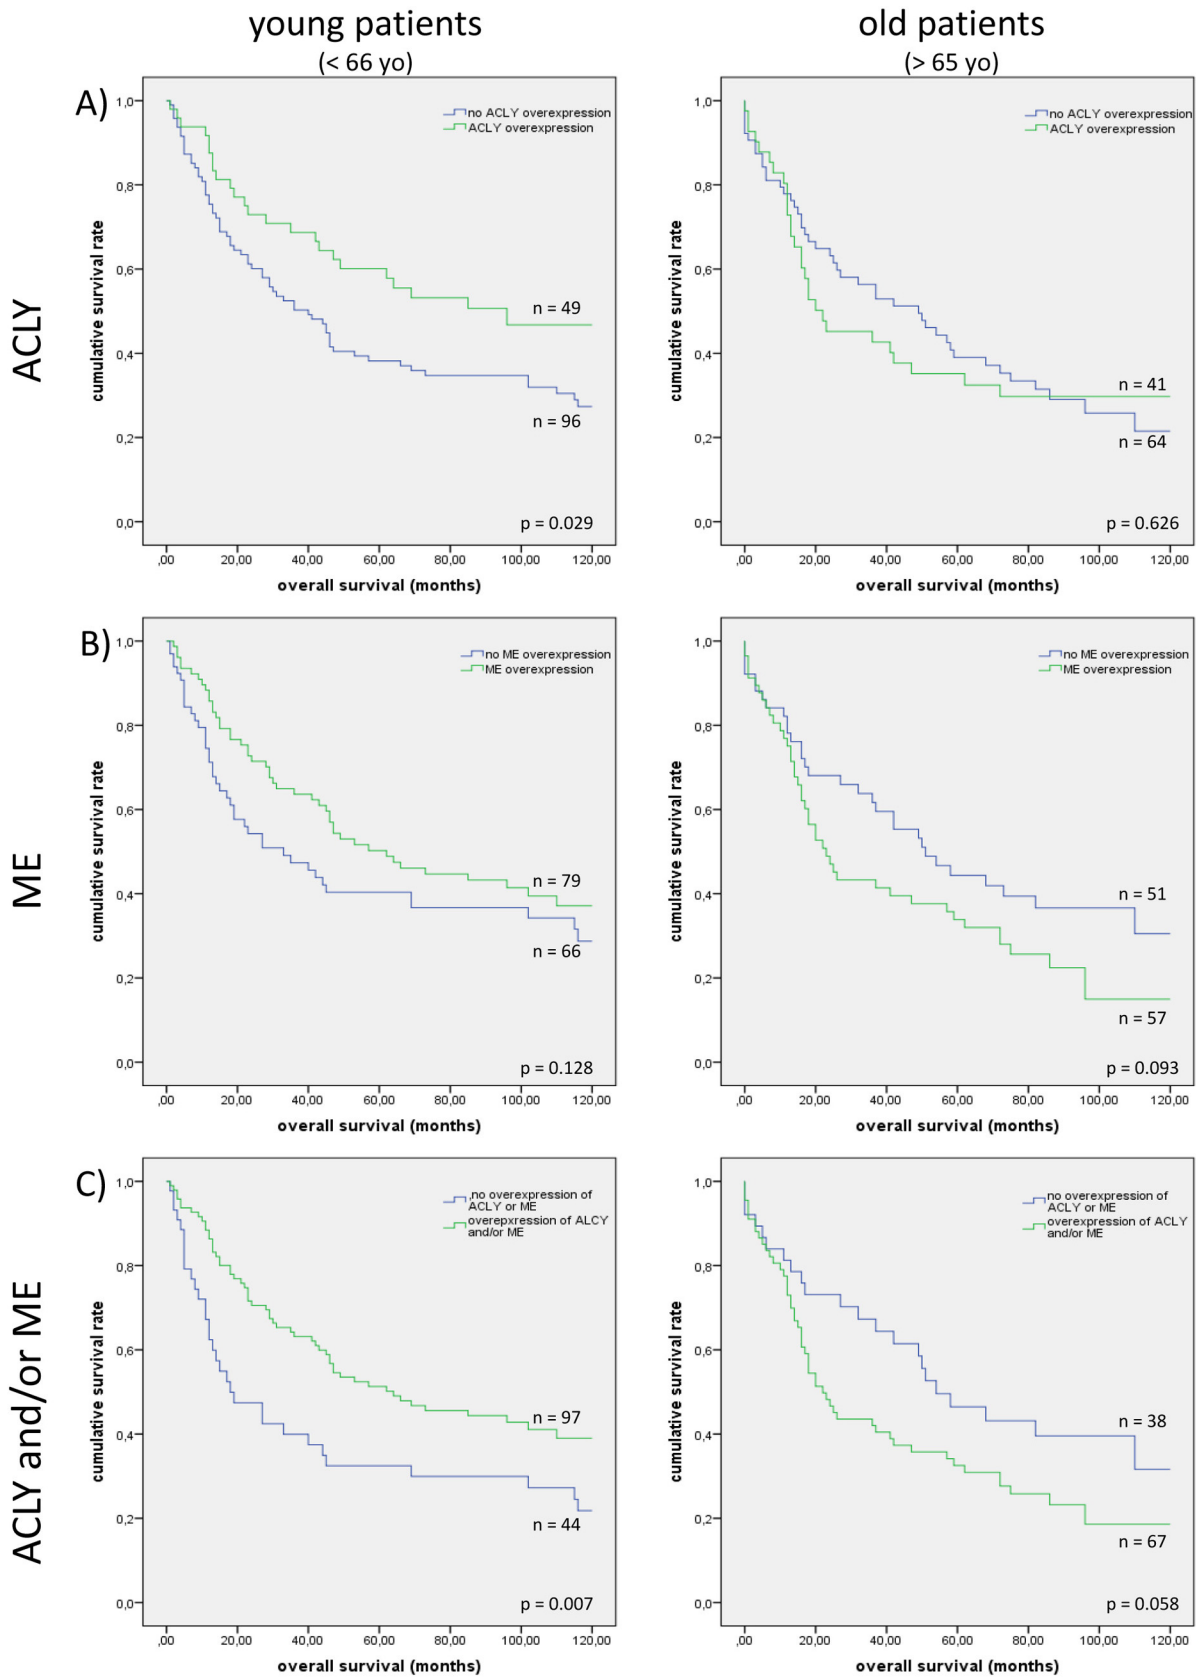 young patients
(< 66 yo)
old patients
(> 65 yo)
A)
ACLY
no ACLY overexpression
ACLY overexpression
cumulative survival rate
1,0
0,8
0,6
0,4
0,2
0,0
n = 49
n = 96
p = 0.029
,00 20,00 40,00 60,00 80,00 100,00 120,00
overall survival (months)
no ACLY overexpression
ACLY overexpression
cumulative survival rate
1,0
0,8
0,6
0,4
0,2
0,0
n = 41
n = 64
p = 0.626
,00 20,00 40,00 60,00 80,00 100,00 120,00
overall survival (months)
B)
ME
no ME overexpression
ME overexpression
cumulative survival rate
1,0
0,8
0,6
0,4
0,2
0,0
n = 79
n = 66
p = 0.128
,00 20,00 40,00 60,00 80,00 100,00 120,00
overall survival (months)
no ME overexpression
ME overexpression
cumulative survival rate
1,0
0,8
0,6
0,4
0,2
0,0
n = 51
n = 57
p = 0.093
,00 20,00 40,00 60,00 80,00 100,00 120,00
overall survival (months)
C)
ACLY and/or ME
no overexpression of
ACLY or ME
overepxression of ALCY
and/or ME
cumulative survival rate
1,0
0,8
0,6
0,4
0,2
0,0
n = 97
n = 44
p = 0.007
,00 20,00 40,00 60,00 80,00 100,00 120,00
overall survival (months)
no overexpression of
ACLY or ME
overexpression of ACLY
and/or ME
cumulative survival rate
1,0
0,8
0,6
0,4
0,2
0,0
n = 38
n = 67
p = 0.058
,00 20,00 40,00 60,00 80,00 100,00 120,00
overall survival (months)